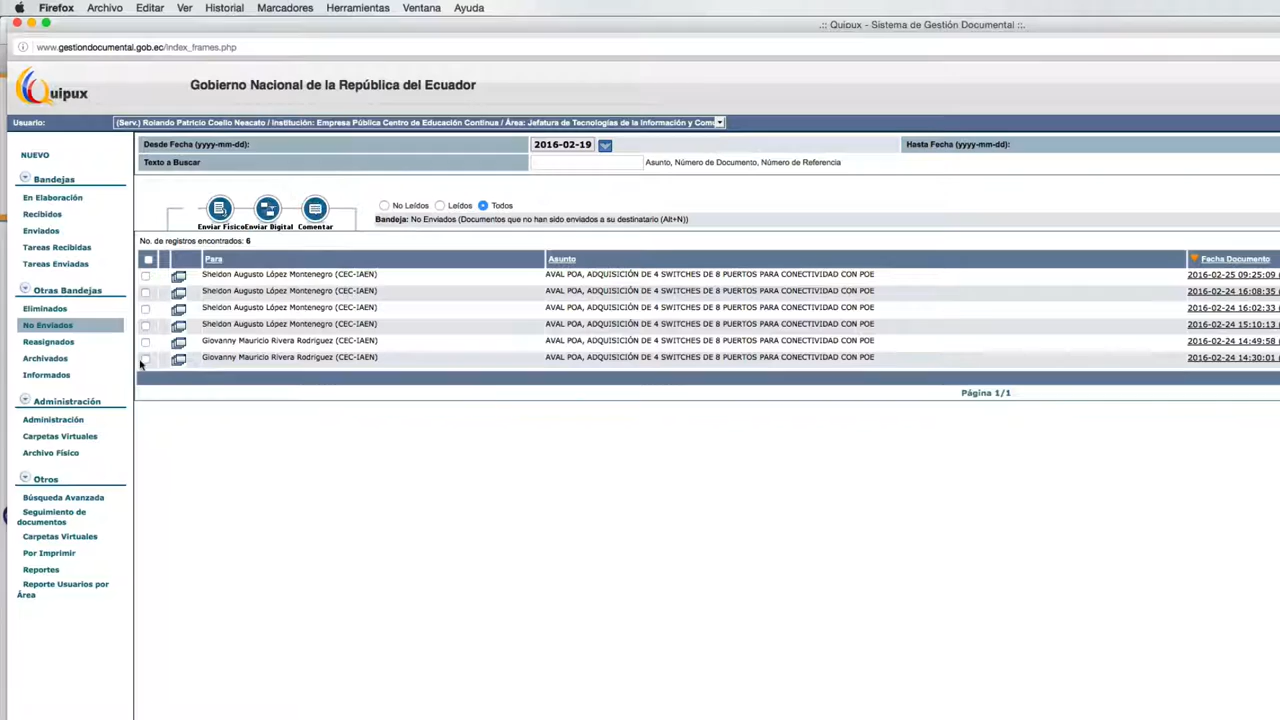 Firefox Archivo Editar Ver Historial Marcadores Herramientas Ventana Ayuda
.:: Quipux - Sistema de Gestión Documental ::.
www.gestiondocumental.gob.ec/index_frames.php
Quipux Gobierno Nacional de la República del Ecuador
Usuario: (Serv.) Rolando Patricio Coello Neacato / Institución: Empresa Pública Centro de Educación Continua / Área: Jefatura de Tecnologías de la Información y Com
Desde Fecha (yyyy-mm-dd): 2016-02-19 Hasta Fecha (yyyy-mm-dd):
Texto a Buscar Asunto, Número de Documento, Número de Referencia
NUEVO
Bandejas
En Elaboración
Recibidos
Enviados
Tareas Recibidas
Tareas Enviadas
Otras Bandejas
Eliminados
No Enviados
Reasignados
Archivados
Informados
Administración
Administración
Carpetas Virtuales
Archivo Físico
Otros
Búsqueda Avanzada
Seguimiento de
documentos
Carpetas Virtuales
Por Imprimir
Reportes
Reporte Usuarios por
Área
No Leídos Leídos Todos
Bandeja: No Enviados (Documentos que no han sido enviados a su destinatario (Alt+N))
Enviar Físico Enviar Digital Comentar
No. de registros encontrados: 6
Para Asunto Fecha Documento
Sheldon Augusto López Montenegro (CEC-IAEN) AVAL POA, ADQUISICIÓN DE 4 SWITCHES DE 8 PUERTOS PARA CONECTIVIDAD CON POE 2016-02-25 09:25:09 (
Sheldon Augusto López Montenegro (CEC-IAEN) AVAL POA, ADQUISICIÓN DE 4 SWITCHES DE 8 PUERTOS PARA CONECTIVIDAD CON POE 2016-02-24 16:08:35 (
Sheldon Augusto López Montenegro (CEC-IAEN) AVAL POA, ADQUISICIÓN DE 4 SWITCHES DE 8 PUERTOS PARA CONECTIVIDAD CON POE 2016-02-24 16:02:33 (
Sheldon Augusto López Montenegro (CEC-IAEN) AVAL POA, ADQUISICIÓN DE 4 SWITCHES DE 8 PUERTOS PARA CONECTIVIDAD CON POE 2016-02-24 15:10:13 (
Giovanny Mauricio Rivera Rodriguez (CEC-IAEN) AVAL POA, ADQUISICIÓN DE 4 SWITCHES DE 8 PUERTOS PARA CONECTIVIDAD CON POE 2016-02-24 14:49:58 (
Giovanny Mauricio Rivera Rodriguez (CEC-IAEN) AVAL POA, ADQUISICIÓN DE 4 SWITCHES DE 8 PUERTOS PARA CONECTIVIDAD CON POE 2016-02-24 14:30:01 (
Página 1/1